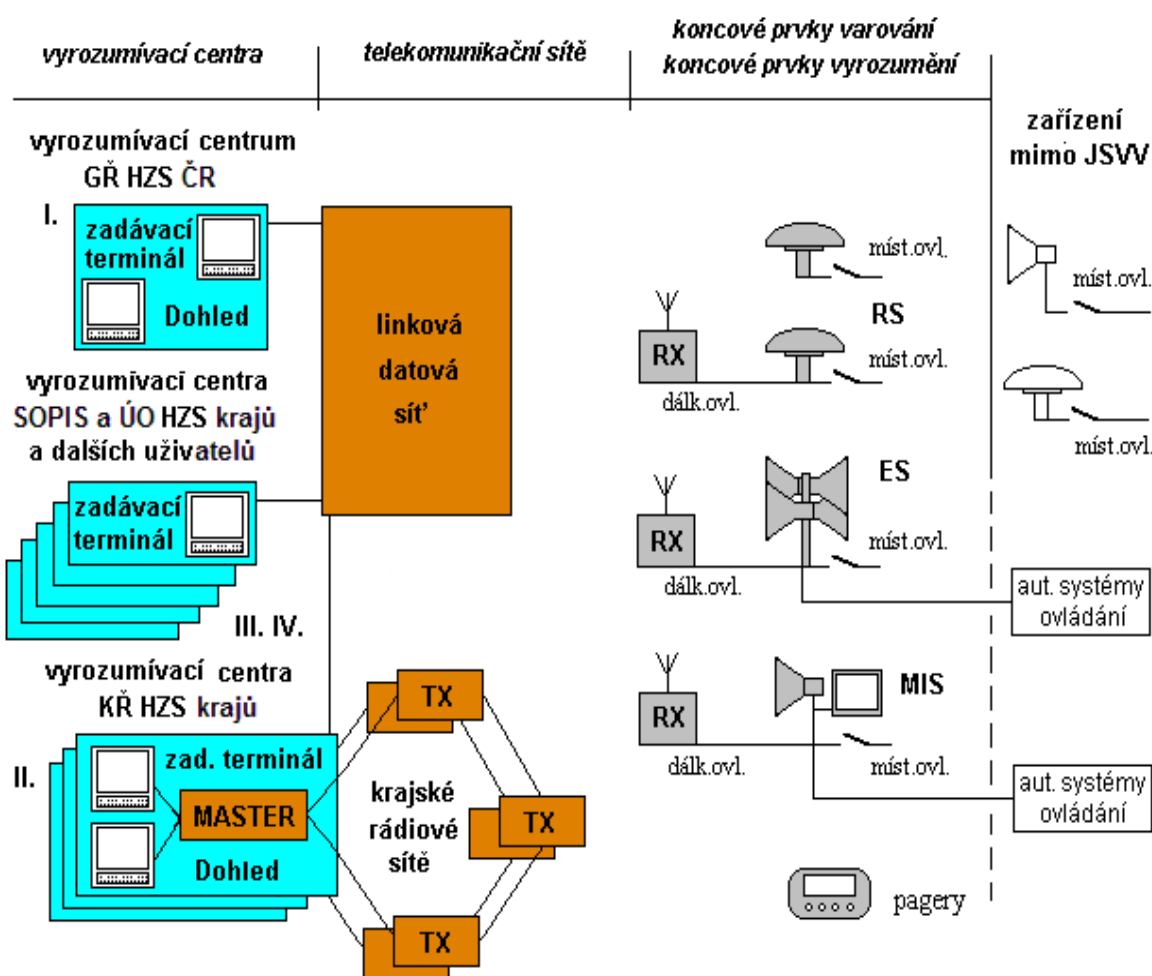 vyrozumívací centra
telekomunikační sítě
koncové prvky varování
koncové prvky vyrozumění
zařízení
mimo JSVV
vyrozumívací centrum
GŘ HZS ČR
I.
zadávací
terminál
Dohled
vyrozumívací centra
SOPIS a ÚO HZS krajů
a dalších uživatelů
zadávací
terminál
III. IV.
vyrozumívací centra
KŘ HZS krajů
II.
zad. terminál
MASTER
Dohled
linková
datová
síť
TX
krajské
rádiové
sítě
TX
TX
míst.ovl.
RS
RX
míst.ovl.
dálk.ovl.
ES
RX
míst.ovl.
dálk.ovl.
MIS
RX
dálk.ovl.
míst.ovl.
pagery
míst.ovl.
míst.ovl.
aut. systémy
ovládání
aut. systémy
ovládání